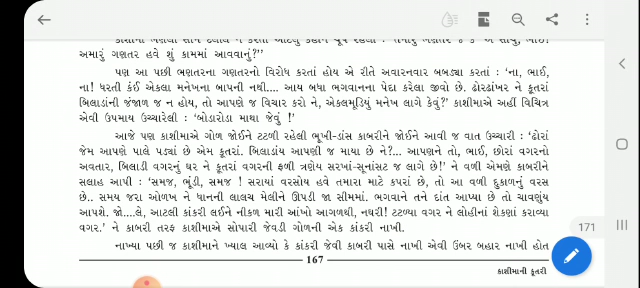 અમારું ગણતર હવે શું કામમાં આવવાનું?''
પણ આ પછી ભણતરના ગણતરનો વિરોધ કરતાં હોય એ રીતે અવારનવાર બબડ્યા કરતાં : 'ના, ભાઈ,
ના! ધરતી કંઈ એકલા મનેખના બાપની નથી.... આય બધા ભગવાનના પેદા કરેલા જીવો છે. ઢોરઢાંખર ને કૂતરાં
બિલાડાંની જંજાળ જ ન હોય, તો આપણે જ વિચાર કરો ને, એકલમૂડિયું મનેખ લાગે કેવું?' કાશીમાએ અહીં વિચિત્ર
એવી ઉપમાય ઉચ્ચારેલી : 'બોડારોડા માથા જેવું !'
આજે પણ કાશીમાએ ગોળ જોઈને ટટળી રહેલી ભૂખી-ડાંસ કાબરીને જોઈને આવી જ વાત ઉચ્ચારી : 'ઢોરાં
જેમ આપણે પાલે પડ્યાં છે એમ કૂતરાં. બિલાડાંય આપણી જ માયા છે ને?... આપણને તો, ભાઈ, છોરાં વગરનો
અવતાર, બિલાડી વગરનું ઘર ને કૂતરાં વગરની ફળી ત્રણેય સરખાં-સૂનાંસટ જ લાગે છે!' ને વળી એમણે કાબરીને
સલાહ આપી : 'સમજ, ભૂંડી, સમજ ! સરાયાં વરસોય હવે તમારા માટે કપરાં છે, તો આ વળી દુકાળનું વરસ
છે.. સમય જરા ઓળખ ને ધાનની લાલચ મેલીને ઊપડી જા સીમમાં. ભગવાને તને દાંત આપ્યા છે તો ચાવણુંય
આપશે. જો....લે, આટલી કાંકરી લઈને નીકળ મારી આંખો આગળથી, નઘરી! ટટળ્યા વગર ને લોહીનાં શેકણાં કરાવ્યા
વગર.' ને કાબરી તરફ કાશીમાએ સોપારી જેવડી ગોળની એક કાંકરી નાખી.
નાખ્યા પછી જ કાશીમાને ખ્યાલ આવ્યો કે કાંકરી જેવી કાબરી પાસે નાખી એવી ઉંબર બહાર નાખી હોત
171
167
કાશીમાની કૂતરી